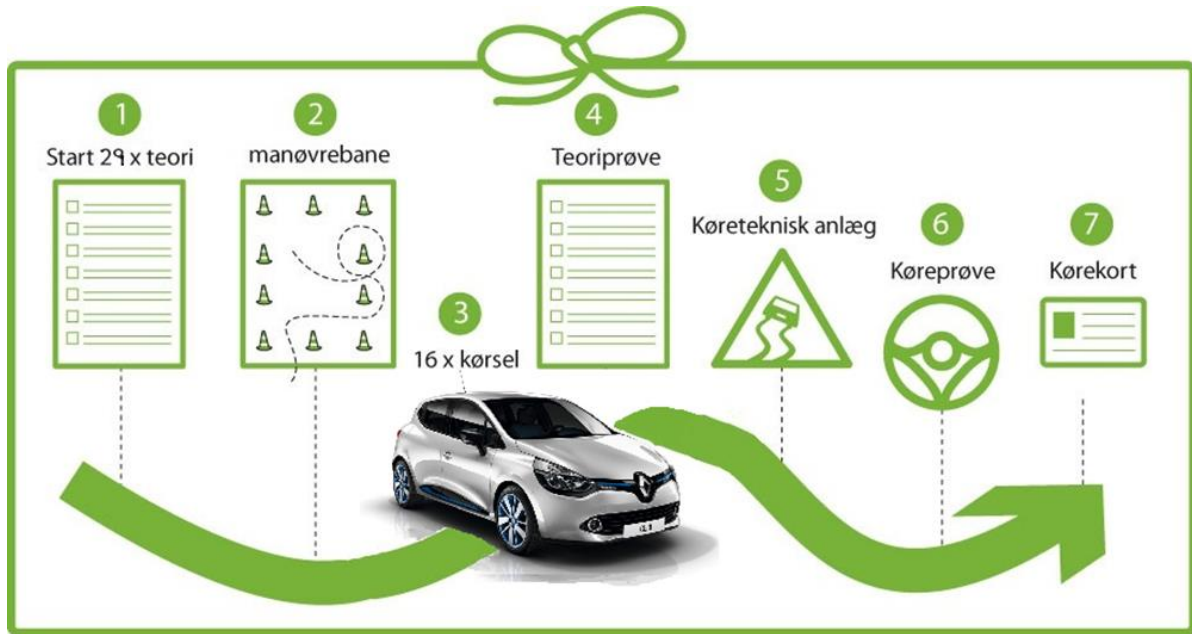 1
Start 29 x teori
2
manøvrebane
3
16 x kørsel
4
Teoriprøve
5
Køreteknisk anlæg
6
Køreprøve
7
Kørekort